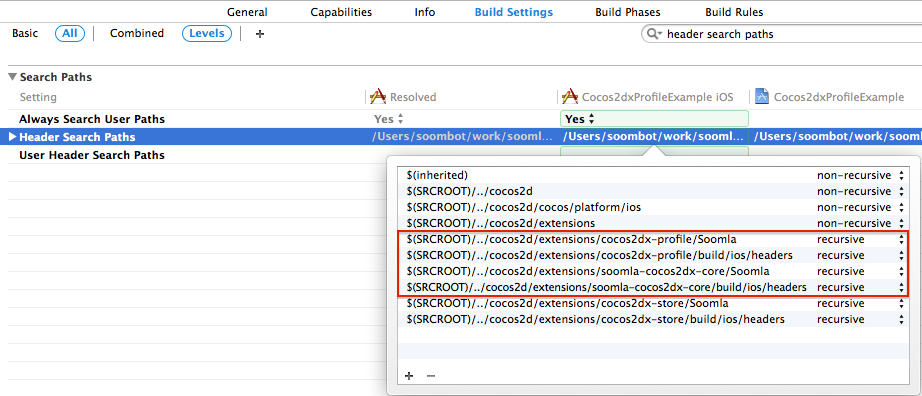 General Capabilities Info Build Settings Build Phases Build Rules
Basic All Combined Levels + header search paths
Search Paths
Setting Resolved Cocos2dxProfileExample iOS Cocos2dxProfileExample
Always Search User Paths Yes Yes
Header Search Paths /Users/soombot/work/sooml... /Users/soombot/work/sooml... /Users/soombot/work/sooml
User Header Search Paths
$(inherited) non-recursive
$(SRCROOT)/../cocos2d non-recursive
$(SRCROOT)/../cocos2d/cocos/platform/ios non-recursive
$(SRCROOT)/../cocos2d/extensions non-recursive
$(SRCROOT)/../cocos2d/extensions/cocos2dx-profile/Soomla recursive
$(SRCROOT)/../cocos2d/extensions/cocos2dx-profile/build/ios/headers recursive
$(SRCROOT)/../cocos2d/extensions/soomla-cocos2dx-core/Soomla recursive
$(SRCROOT)/../cocos2d/extensions/soomla-cocos2dx-core/build/ios/headers recursive
$(SRCROOT)/../cocos2d/extensions/cocos2dx-store/Soomla recursive
$(SRCROOT)/../cocos2d/extensions/cocos2dx-store/build/ios/headers recursive
+ −